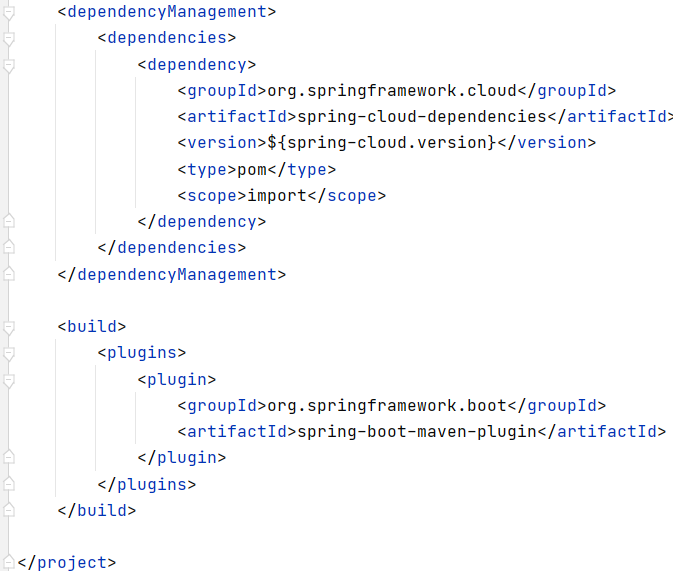 <dependencyManagement>
<dependencies>
<dependency>
<groupId>org.springframework.cloud</groupId>
<artifactId>spring-cloud-dependencies</artifactId>
<version>${spring-cloud.version}</version>
<type>pom</type>
<scope>import</scope>
</dependency>
</dependencies>
</dependencyManagement>
<build>
<plugins>
<plugin>
<groupId>org.springframework.boot</groupId>
<artifactId>spring-boot-maven-plugin</artifactId>
</plugin>
</plugins>
</build>
</project>